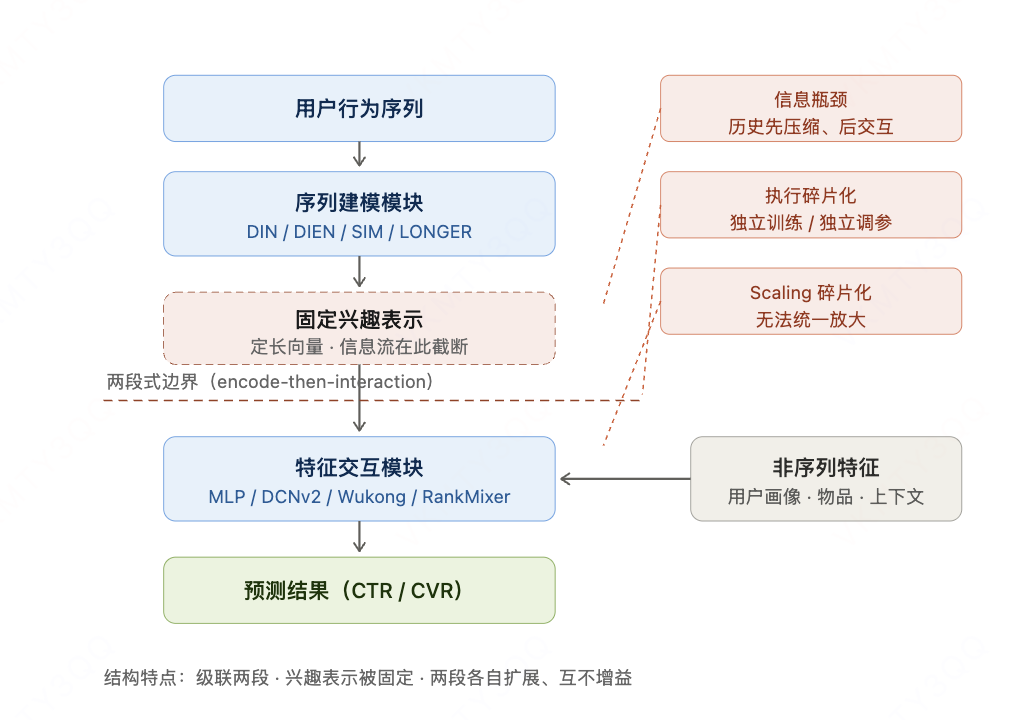 用户行为序列
序列建模模块
DIN / DIEN / SIM / LONGER
固定兴趣表示
定长向量 · 信息流在此截断
两段式边界（encode-then-interaction）
特征交互模块
MLP / DCNv2 / Wukong / RankMixer
预测结果（CTR / CVR）
信息瓶颈
历史先压缩、后交互
执行碎片化
独立训练 / 独立调参
Scaling 碎片化
无法统一放大
非序列特征
用户画像 · 物品 · 上下文
结构特点：级联两段 · 兴趣表示被固定 · 两段各自扩展、互不增益